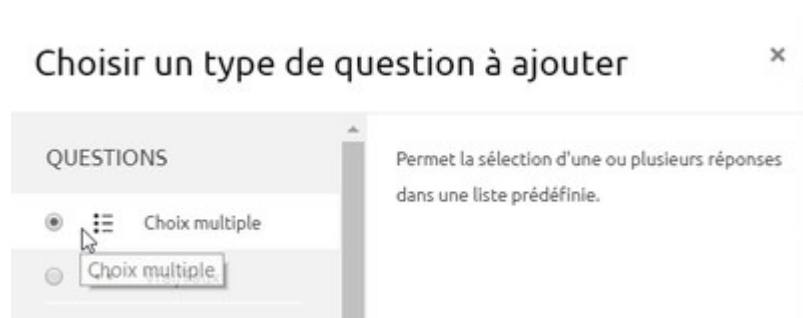 Choisir un type de question à ajouter ×
QUESTIONS
Permet la sélection d'une ou plusieurs réponses
dans une liste prédéfinie.
Choix multiple
Choix multiple